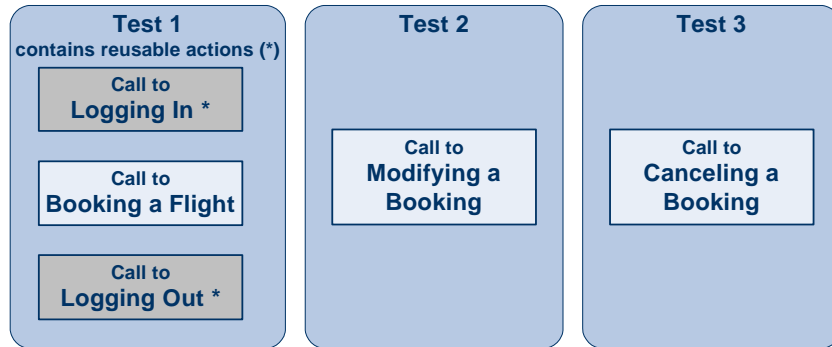 Test 1
contains reusable actions (*)
Call to
Logging In *
Call to
Booking a Flight
Call to
Logging Out *
Test 2
Call to
Modifying a
Booking
Test 3
Call to
Canceling a
Booking